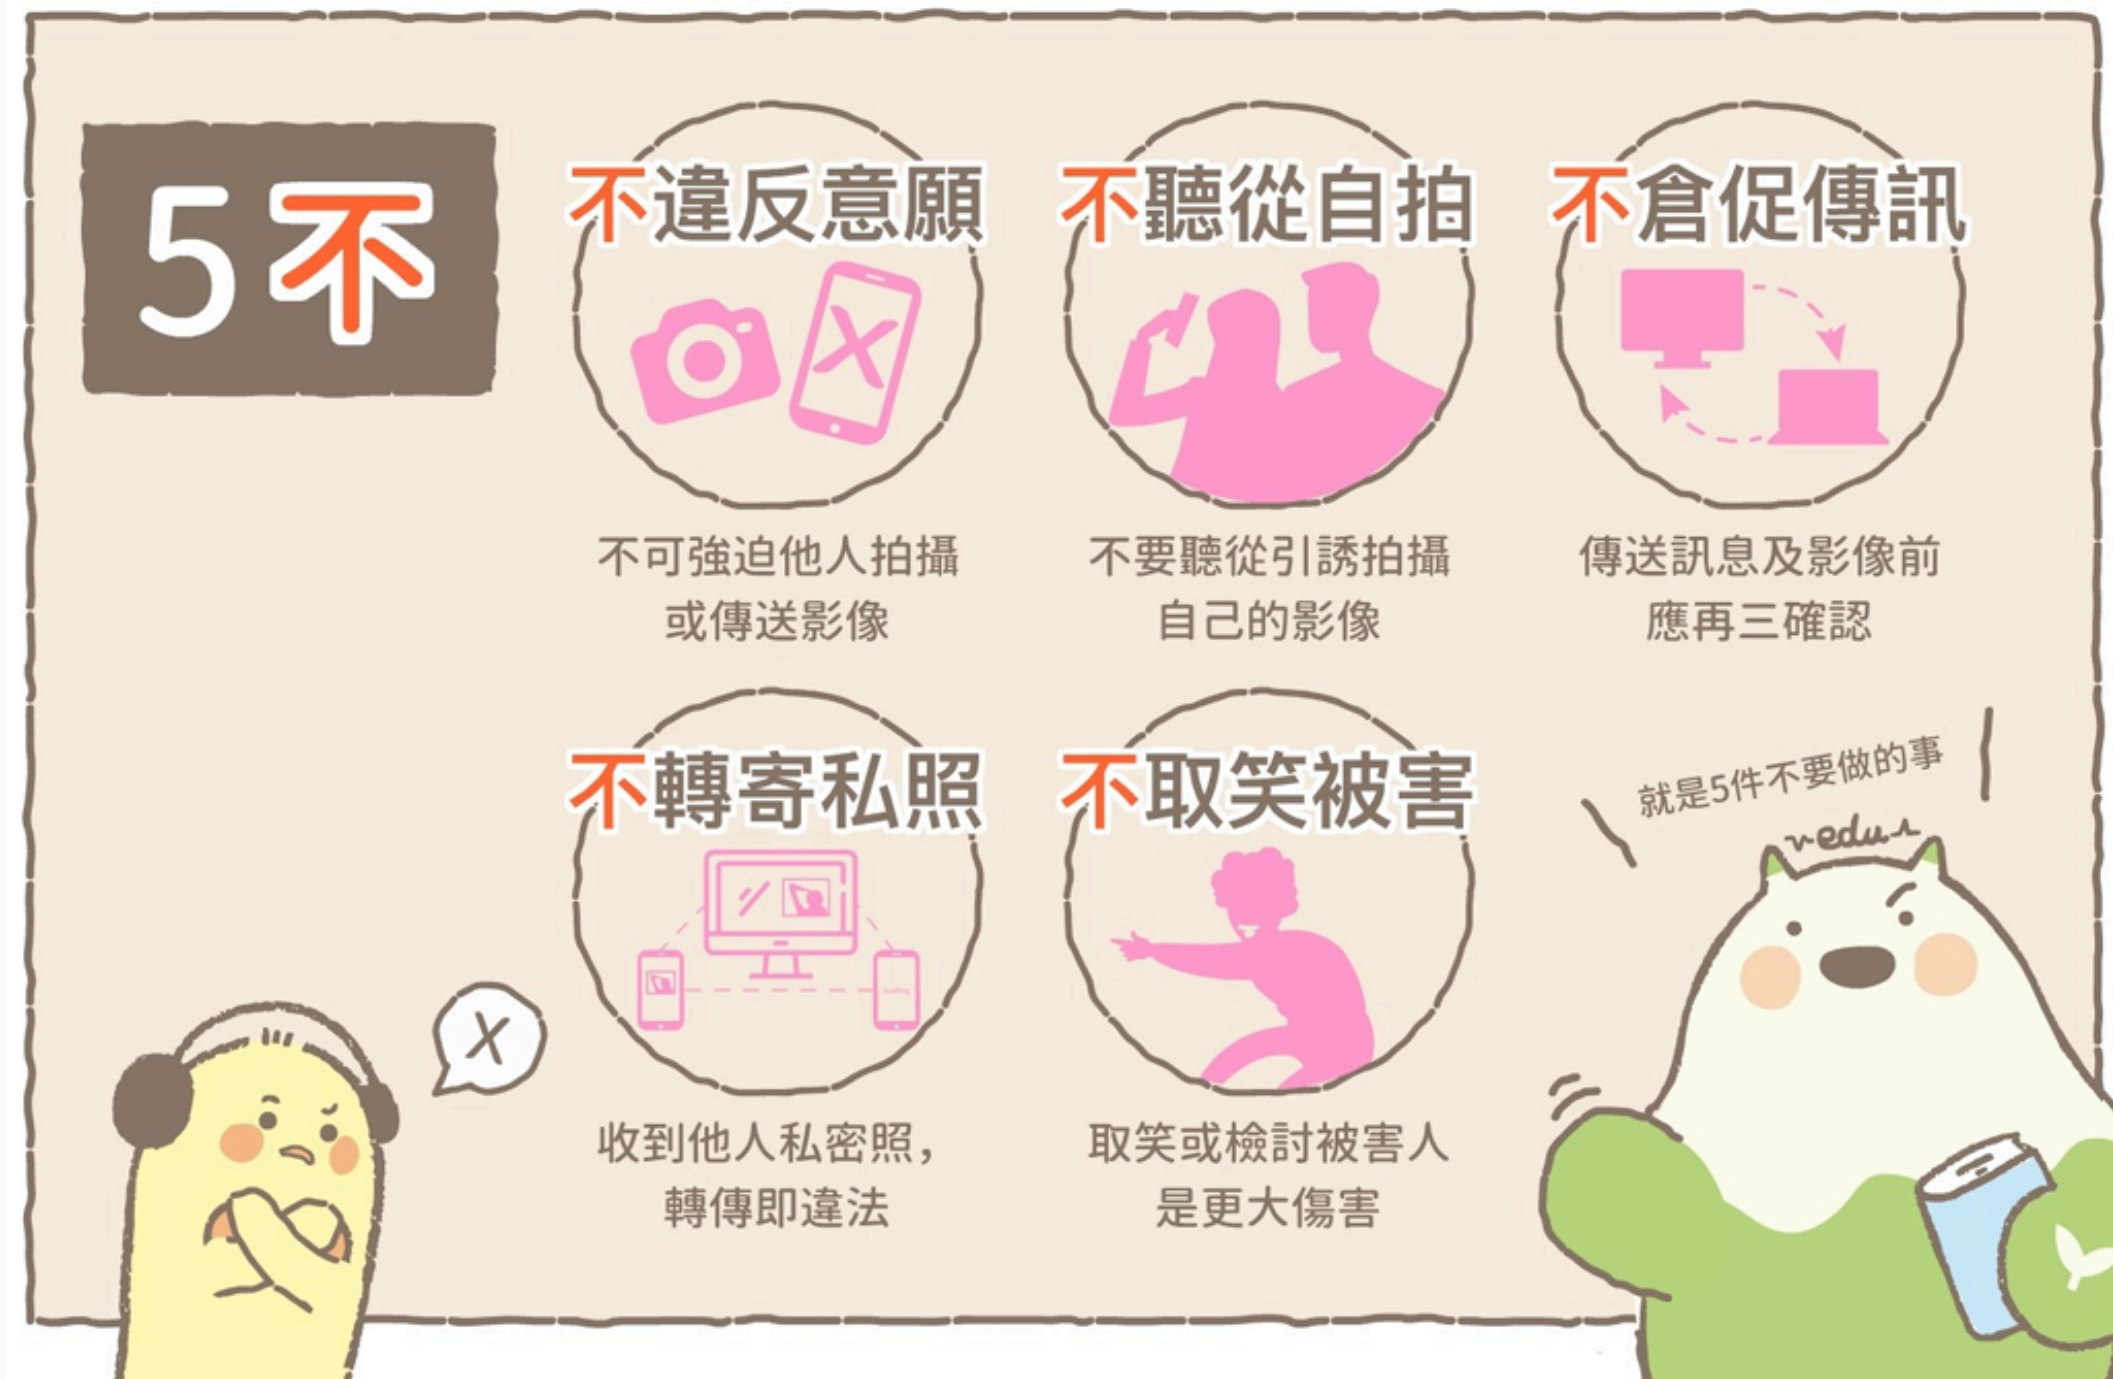 5不
不違反意願
不可強迫他人拍攝
或傳送影像
不聽從自拍
不要聽從引誘拍攝
自己的影像
不倉促傳訊
傳送訊息及影像前
應再三確認
不轉寄私照
收到他人私密照，
轉傳即違法
不取笑被害
取笑或檢討被害人
是更大傷害
就是5件不要做的事
edu
X
X